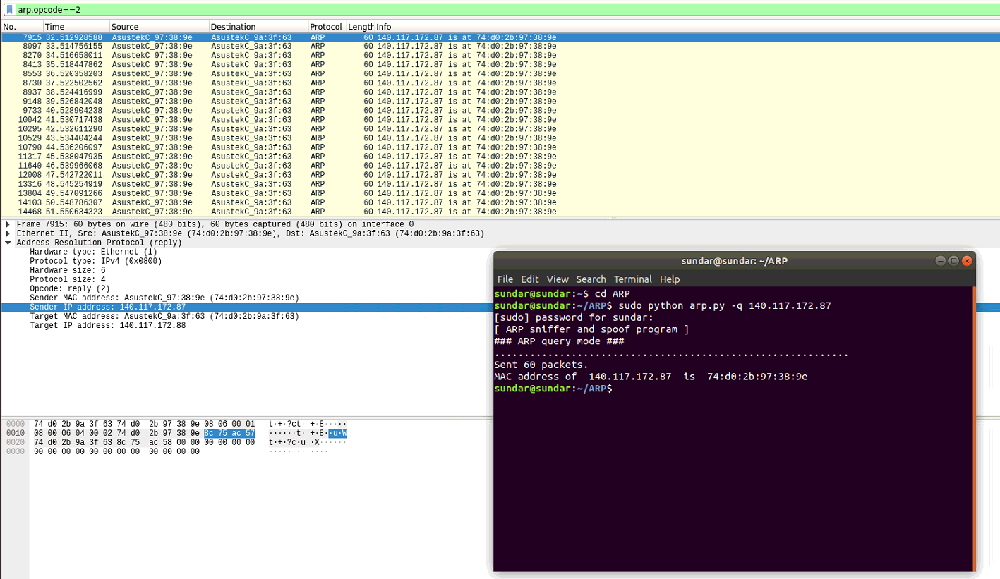 arp.opcode==2
No. Time Source Destination Protocol Length Info
7915 32.512928588 AsustekC_97:38:9e AsustekC_9a:3f:63 ARP 60 140.117.172.87 is at 74:d0:2b:97:38:9e
8097 33.514756155 AsustekC_97:38:9e AsustekC_9a:3f:63 ARP 60 140.117.172.87 is at 74:d0:2b:97:38:9e
8270 34.516658011 AsustekC_97:38:9e AsustekC_9a:3f:63 ARP 60 140.117.172.87 is at 74:d0:2b:97:38:9e
8413 35.518447862 AsustekC_97:38:9e AsustekC_9a:3f:63 ARP 60 140.117.172.87 is at 74:d0:2b:97:38:9e
8553 36.520358203 AsustekC_97:38:9e AsustekC_9a:3f:63 ARP 60 140.117.172.87 is at 74:d0:2b:97:38:9e
8730 37.522502562 AsustekC_97:38:9e AsustekC_9a:3f:63 ARP 60 140.117.172.87 is at 74:d0:2b:97:38:9e
8937 38.524416999 AsustekC_97:38:9e AsustekC_9a:3f:63 ARP 60 140.117.172.87 is at 74:d0:2b:97:38:9e
9148 39.526842048 AsustekC_97:38:9e AsustekC_9a:3f:63 ARP 60 140.117.172.87 is at 74:d0:2b:97:38:9e
9733 40.528904238 AsustekC_97:38:9e AsustekC_9a:3f:63 ARP 60 140.117.172.87 is at 74:d0:2b:97:38:9e
10042 41.530717438 AsustekC_97:38:9e AsustekC_9a:3f:63 ARP 60 140.117.172.87 is at 74:d0:2b:97:38:9e
10295 42.532611290 AsustekC_97:38:9e AsustekC_9a:3f:63 ARP 60 140.117.172.87 is at 74:d0:2b:97:38:9e
10529 43.534404244 AsustekC_97:38:9e AsustekC_9a:3f:63 ARP 60 140.117.172.87 is at 74:d0:2b:97:38:9e
10790 44.536206097 AsustekC_97:38:9e AsustekC_9a:3f:63 ARP 60 140.117.172.87 is at 74:d0:2b:97:38:9e
11317 45.538047935 AsustekC_97:38:9e AsustekC_9a:3f:63 ARP 60 140.117.172.87 is at 74:d0:2b:97:38:9e
11640 46.539966068 AsustekC_97:38:9e AsustekC_9a:3f:63 ARP 60 140.117.172.87 is at 74:d0:2b:97:38:9e
12008 47.542722011 AsustekC_97:38:9e AsustekC_9a:3f:63 ARP 60 140.117.172.87 is at 74:d0:2b:97:38:9e
13316 48.545254919 AsustekC_97:38:9e AsustekC_9a:3f:63 ARP 60 140.117.172.87 is at 74:d0:2b:97:38:9e
13804 49.547091266 AsustekC_97:38:9e AsustekC_9a:3f:63 ARP 60 140.117.172.87 is at 74:d0:2b:97:38:9e
14103 50.548786307 AsustekC_97:38:9e AsustekC_9a:3f:63 ARP 60 140.117.172.87 is at 74:d0:2b:97:38:9e
14468 51.550634323 AsustekC_97:38:9e AsustekC_9a:3f:63 ARP 60 140.117.172.87 is at 74:d0:2b:97:38:9e
Frame 7915: 60 bytes on wire (480 bits), 60 bytes captured (480 bits) on interface 0
Ethernet II, Src: AsustekC_97:38:9e (74:d0:2b:97:38:9e), Dst: AsustekC_9a:3f:63 (74:d0:2b:9a:3f:63)
Address Resolution Protocol (reply)
Hardware type: Ethernet (1)
Protocol type: IPv4 (0x0800)
Hardware size: 6
Protocol size: 4
Opcode: reply (2)
Sender MAC address: AsustekC_97:38:9e (74:d0:2b:97:38:9e)
Sender IP address: 140.117.172.87
Target MAC address: AsustekC_9a:3f:63 (74:d0:2b:9a:3f:63)
Target IP address: 140.117.172.88
0000 74 d0 2b 9a 3f 63 74 d0 2b 97 38 9e 08 06 00 01 t·+·?ct· +·8·····
0010 08 00 06 04 00 02 74 d0 2b 97 38 9e 8c 75 ac 57 ······t· +·8··u·W
0020 74 d0 2b 9a 3f 63 8c 75 ac 58 00 00 00 00 00 00 t·+·?c·u ·X······
0030 00 00 00 00 00 00 00 00 00 00 00 00 ········ ····
sundar@sundar: ~/ARP
File Edit View Search Terminal Help
sundar@sundar:~$ cd ARP
sundar@sundar:~/ARP$ sudo python arp.py -q 140.117.172.87
[sudo] password for sundar:
[ ARP sniffer and spoof program ]
### ARP query mode ###
............................................................
Sent 60 packets.
MAC address of 140.117.172.87 is 74:d0:2b:97:38:9e
sundar@sundar:~/ARP$